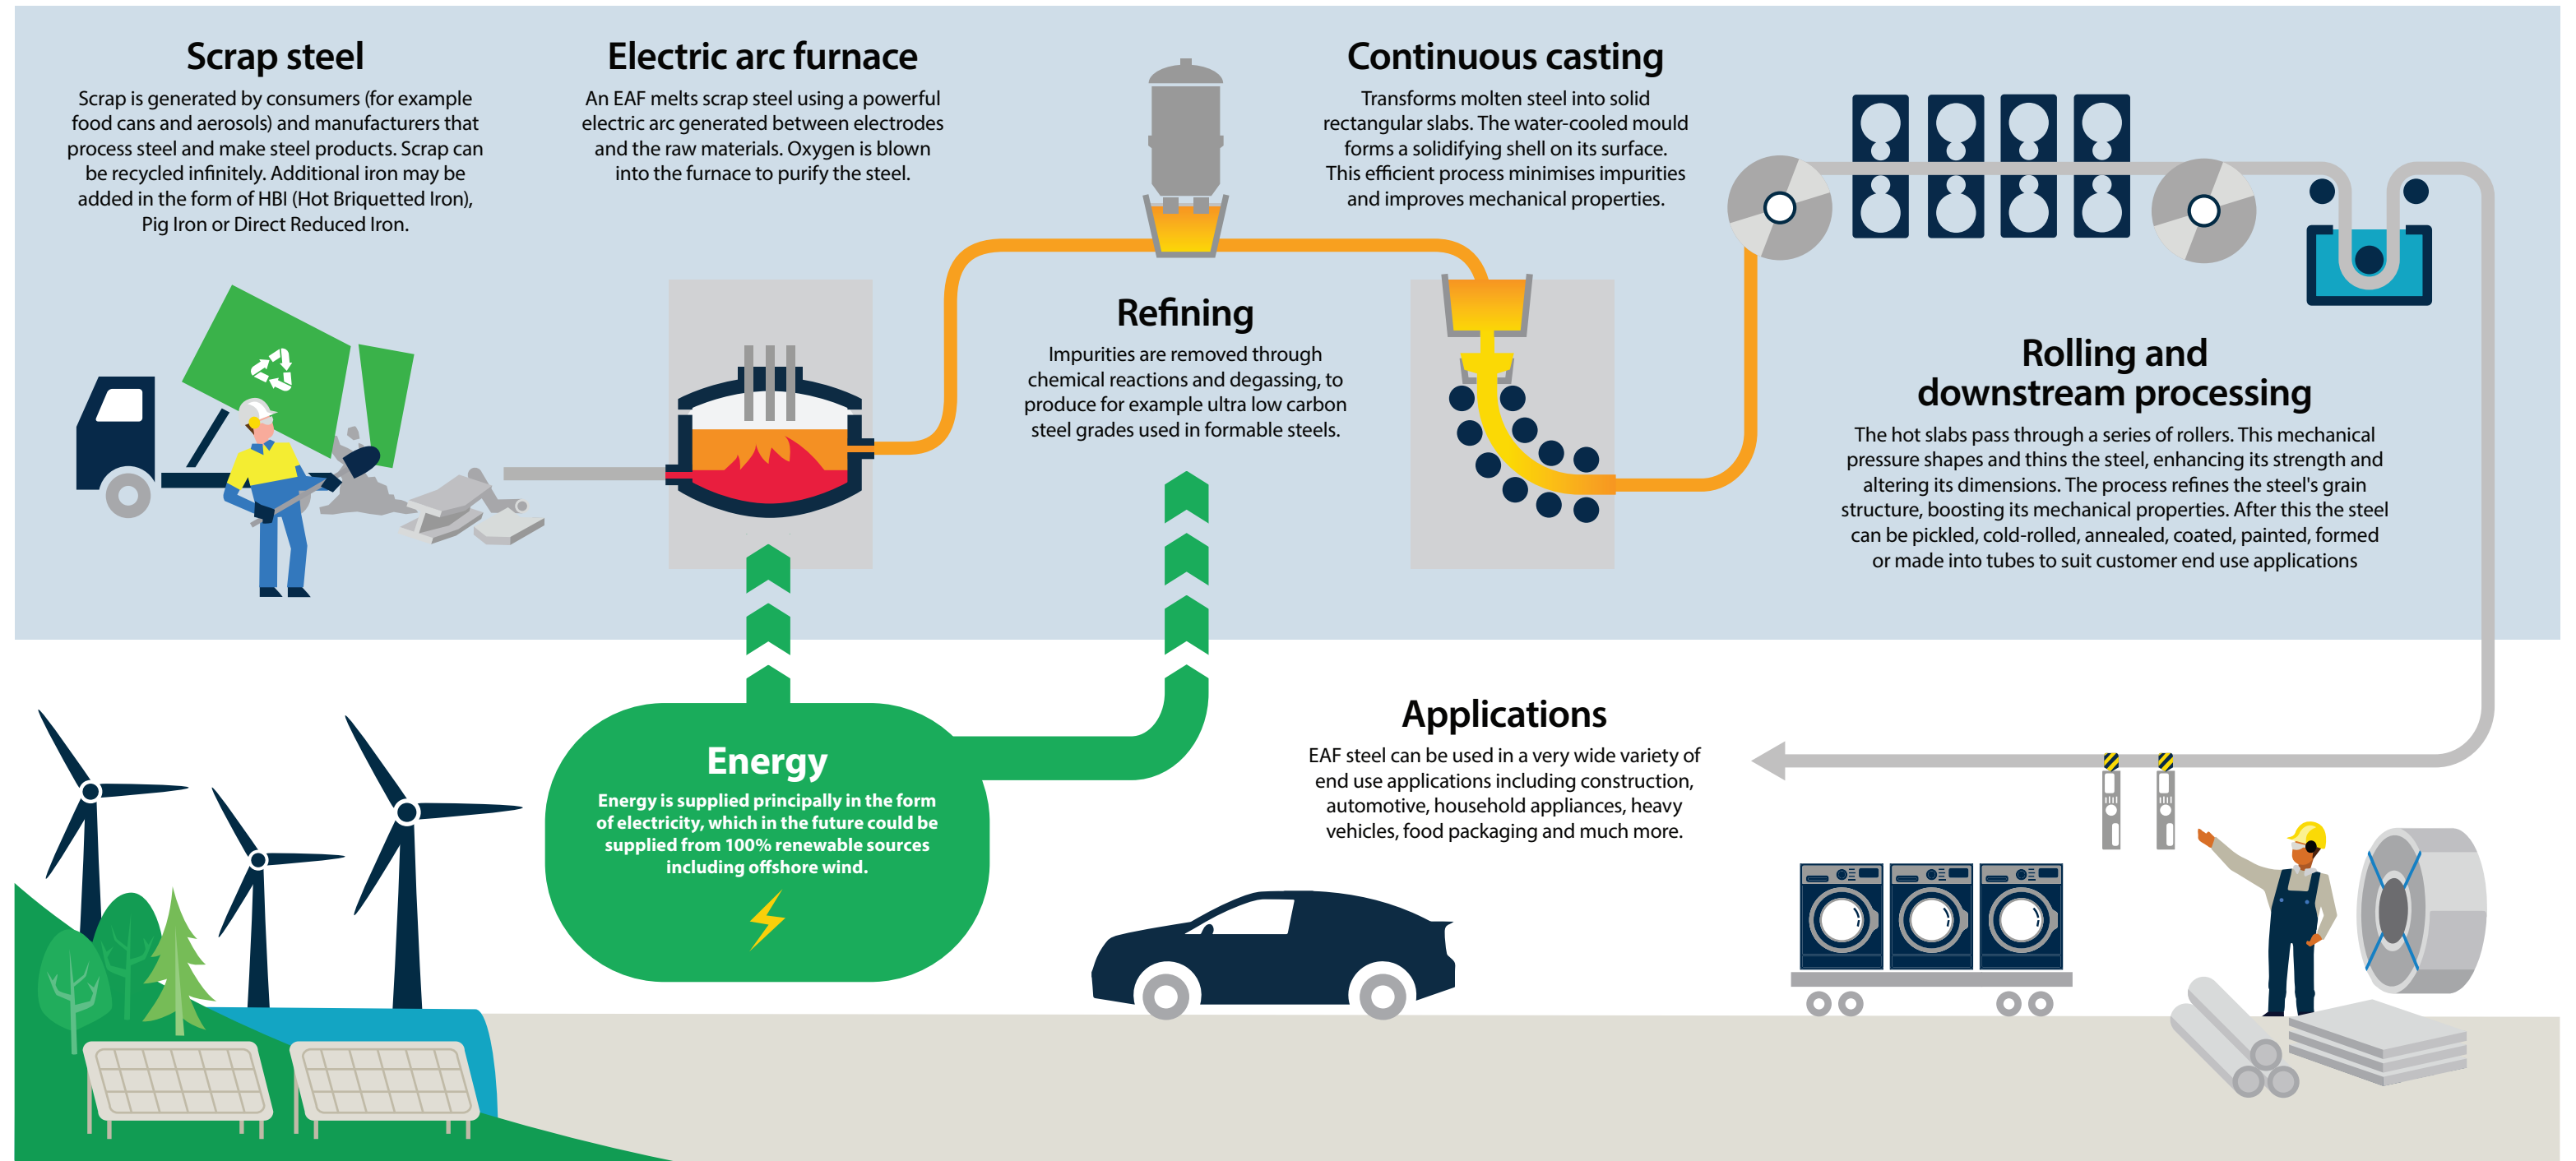 Scrap steel
Scrap is generated by consumers (for example
food cans and aerosols) and manufacturers that
process steel and make steel products. Scrap can
be recycled infinitely. Additional iron may be
added in the form of HBI (Hot Briquetted Iron),
Pig Iron or Direct Reduced Iron.
Electric arc furnace
An EAF melts scrap steel using a powerful
electric arc generated between electrodes
and the raw materials. Oxygen is blown
into the furnace to purify the steel.
Refining
Impurities are removed through
chemical reactions and degassing, to
produce for example ultra low carbon
steel grades used in formable steels.
Continuous casting
Transforms molten steel into solid
rectangular slabs. The water-cooled mould
forms a solidifying shell on its surface.
This efficient process minimises impurities
and improves mechanical properties.
Rolling and
downstream processing
The hot slabs pass through a series of rollers. This mechanical
pressure shapes and thins the steel, enhancing its strength and
altering its dimensions. The process refines the steel's grain
structure, boosting its mechanical properties. After this the steel
can be pickled, cold-rolled, annealed, coated, painted, formed
or made into tubes to suit customer end use applications
Energy
Energy is supplied principally in the form
of electricity, which in the future could be
supplied from 100% renewable sources
including offshore wind.
Applications
EAF steel can be used in a very wide variety of
end use applications including construction,
automotive, household appliances, heavy
vehicles, food packaging and much more.